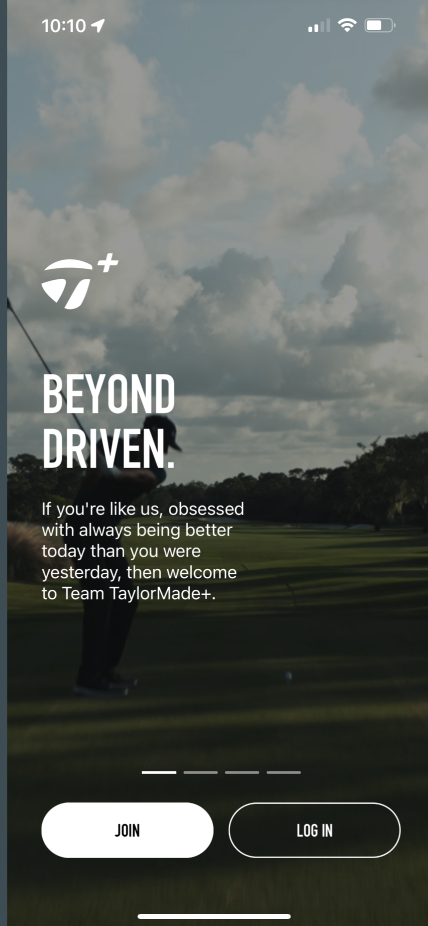 10:10
BEYOND
DRIVEN.
If you're like us, obsessed
with always being better
today than you were
yesterday, then welcome
to Team TaylorMade+.
JOIN
LOG IN